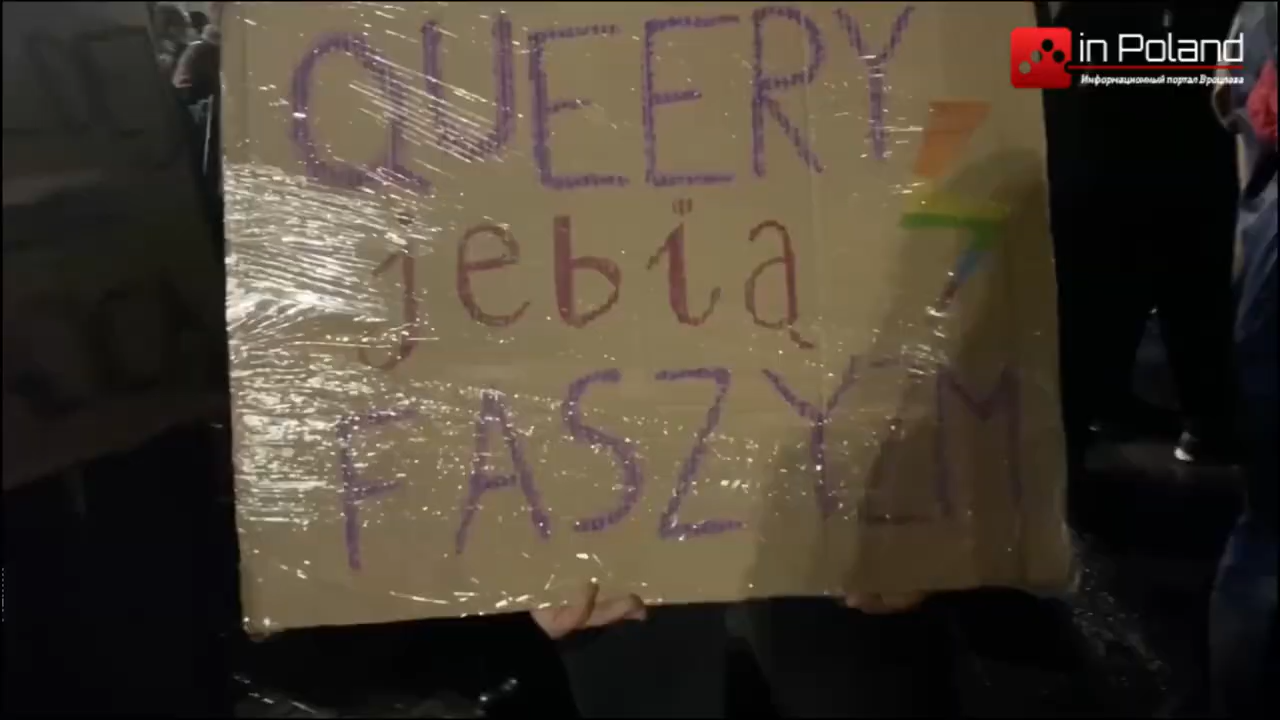 in Poland
Информационный портал Вроцлава
QUEERY
jebią
FASZYZM